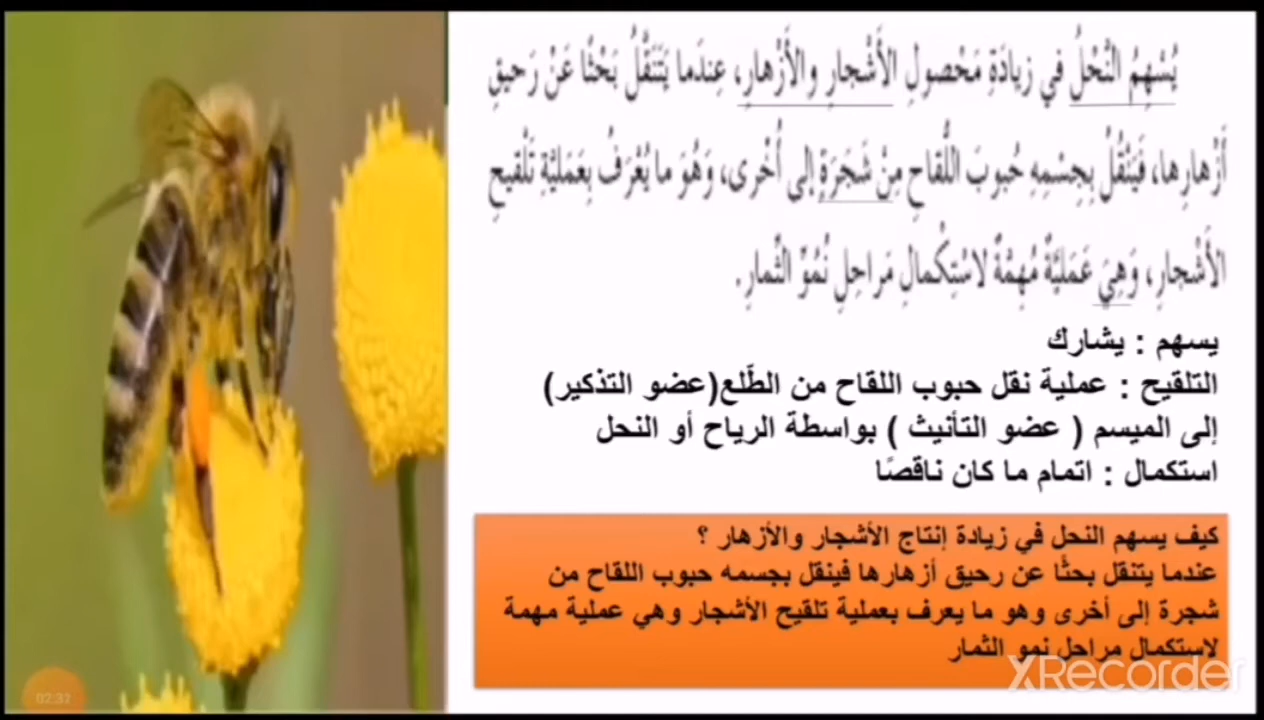 يُسْهِمُ النَّحْلُ في زِيادَةِ مَحْصولِ الأَشْجارِ والأَزْهارِ، عِندَما يَتَنَقَّلُ بَحْثًا عَنْ رَحيقِ
أَزْهارِها، فَيَنْقُلُ بِجِسْمِهِ حُبوبَ اللَّقاحِ مِنْ شَجَرَةٍ إلى أُخْرى، وَهُوَ ما يُعْرَفُ بِعَمَليَّةِ تَلْقيحِ
الأَشْجارِ، وَهِيَ عَمَليَّةٌ مُهِمَّةٌ لاسْتِكْمالِ مَراحِلِ نُمُوِّ الثِّمارِ.
يسهم : يشارك
التلقيح : عملية نقل حبوب اللقاح من الطّلع(عضو التذكير)
إلى الميسم ( عضو التأنيث ) بواسطة الرياح أو النحل
استكمال : اتمام ما كان ناقصًا
كيف يسهم النحل في زيادة إنتاج الأشجار والأزهار ؟
عندما يتنقل بحثًا عن رحيق أزهارها فينقل بجسمه حبوب اللقاح من
شجرة إلى أخرى وهو ما يعرف بعملية تلقيح الأشجار وهي عملية مهمة
لاستكمال مراحل نمو الثمار
XRecorder
02:32